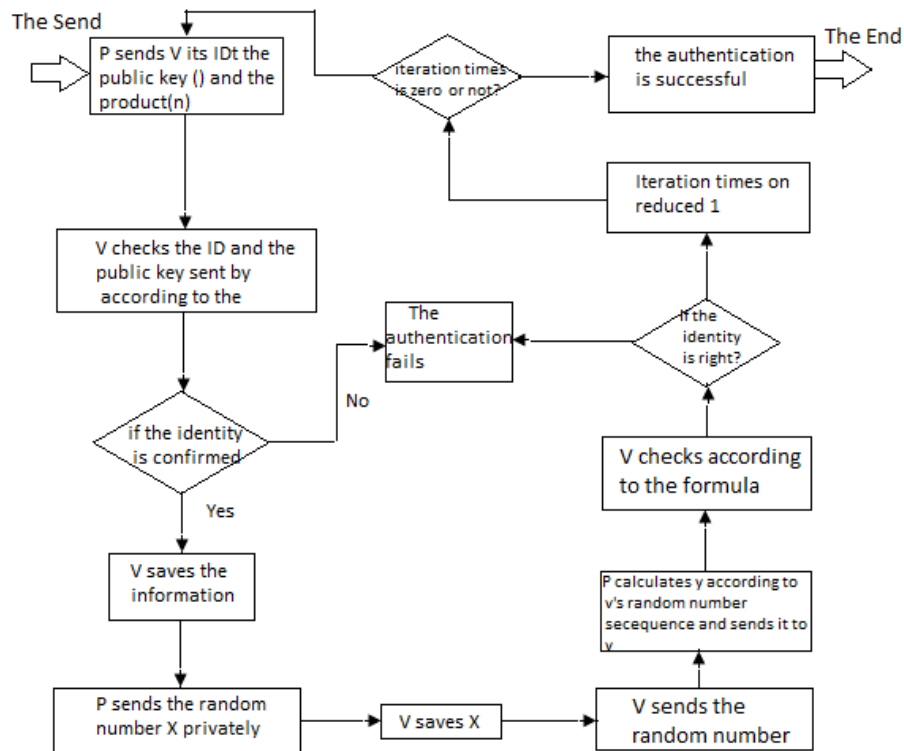 The Send
P sends V its IDt the
public key () and the
product(n)
iteration times
is zero or not?
the authentication
is successful
The End
Iteration times on
reduced 1
V checks the ID and the
public key sent by
according to the
The
authentication
fails
If the
identity
is right?
No
if the identity
is confirmed
Yes
V checks according
to the formula
V saves the
information
P calculates y according to
v's random number
secequence and sends it to
v
P sends the random
number X privately
V saves X
V sends the
random number